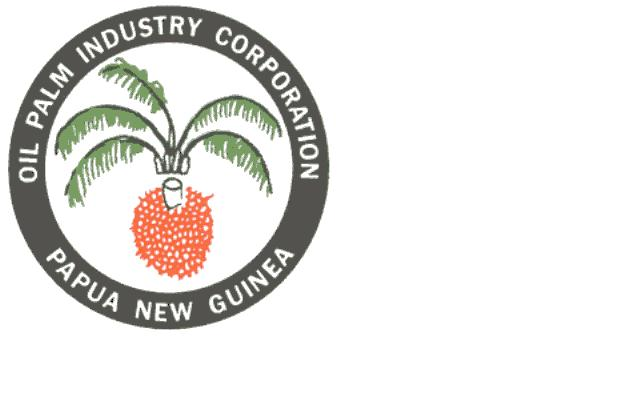 OIL PALM INDUSTRY CORPORATION
PAPUA NEW GUINEA